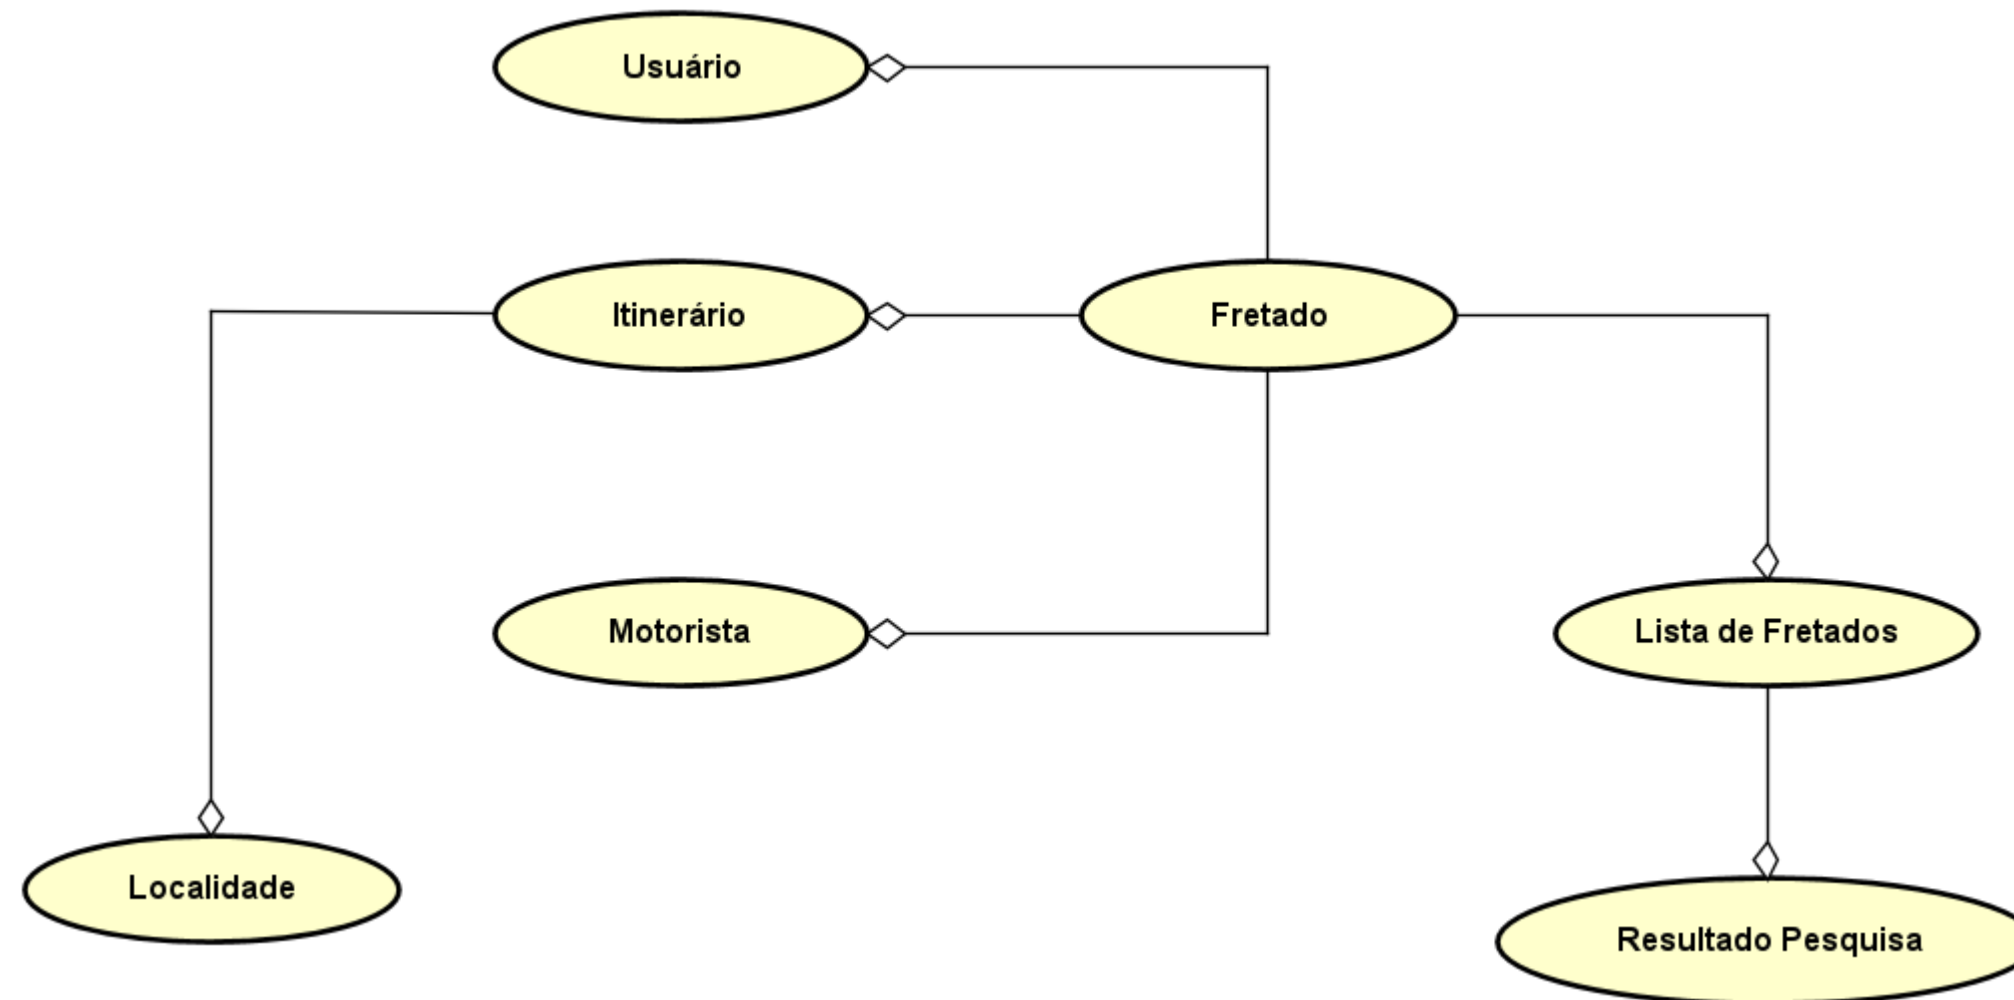 Usuário
Itinerário
Fretado
Motorista
Lista de Fretados
Localidade
Resultado Pesquisa